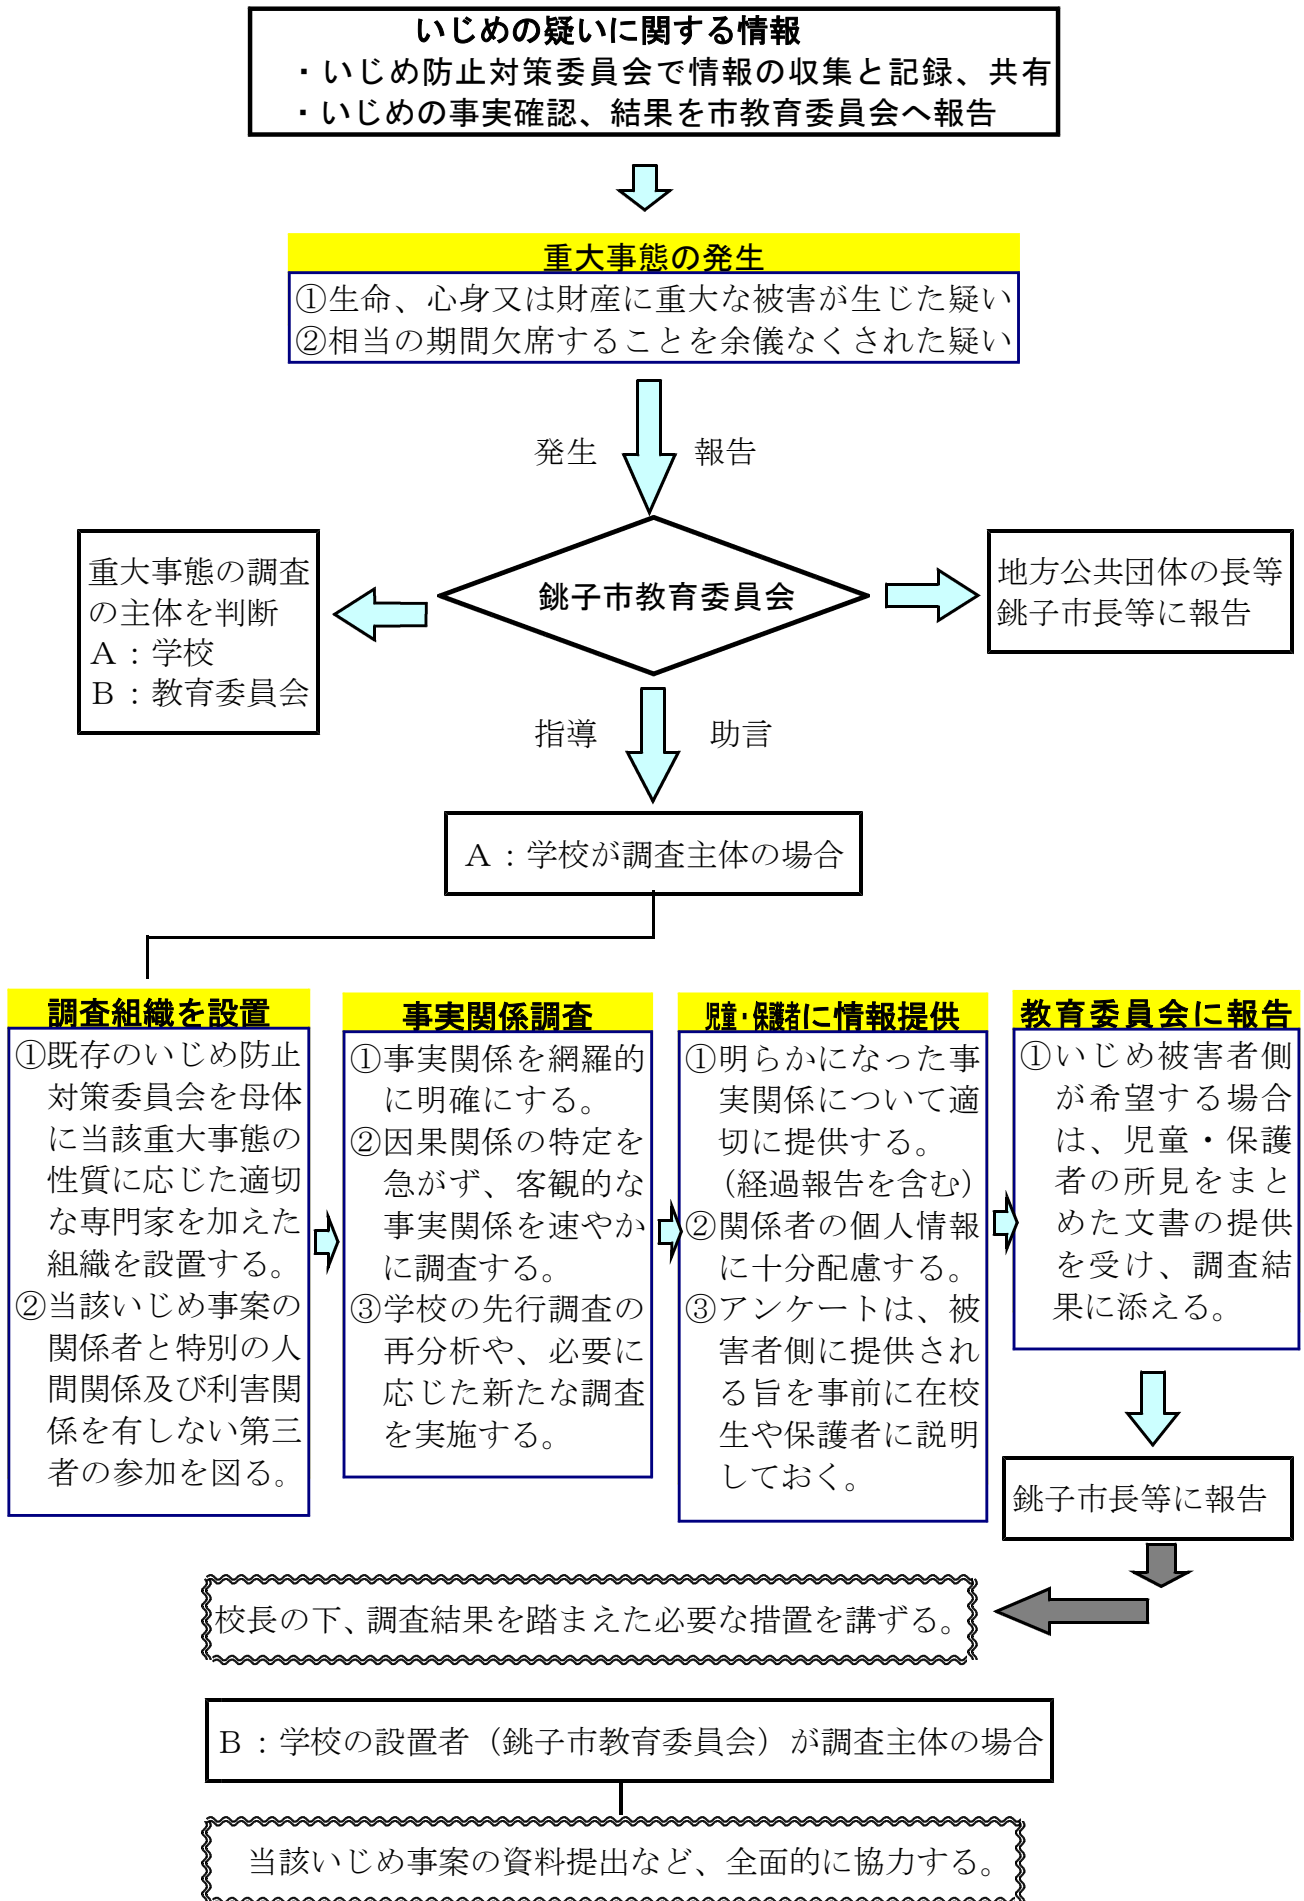 いじめの疑いに関する情報
・いじめ防止対策委員会で情報の収集と記録、共有
・いじめの事実確認、結果を市教育委員会へ報告
重大事態の発生
①生命、心身又は財産に重大な被害が生じた疑い
②相当の期間欠席することを余儀なくされた疑い
発生 報告
重大事態の調査
の主体を判断
A：学校
B：教育委員会
銚子市教育委員会
地方公共団体の長等
銚子市長等に報告
指導 助言
A：学校が調査主体の場合
調査組織を設置
①既存のいじめ防止
対策委員会を母体
に当該重大事態の
性質に応じた適切
な専門家を加えた
組織を設置する。
②当該いじめ事案の
関係者と特別の人
間関係及び利害関
係を有しない第三
者の参加を図る。
事実関係調査
①事実関係を網羅的
に明確にする。
②因果関係の特定を
急がず、客観的な
事実関係を速やか
に調査する。
③学校の先行調査の
再分析や、必要に
応じた新たな調査
を実施する。
児童・保護者に情報提供
①明らかになった事
実関係について適
切に提供する。
（経過報告を含む）
②関係者の個人情報
に十分配慮する。
③アンケートは、被
害者側に提供され
る旨を事前に在校
生や保護者に説明
しておく。
教育委員会に報告
①いじめ被害者側
が希望する場合
は、児童・保護
者の所見をまと
めた文書の提供
を受け、調査結
果に添える。
銚子市長等に報告
校長の下、調査結果を踏まえた必要な措置を講ずる。
B：学校の設置者（銚子市教育委員会）が調査主体の場合
当該いじめ事案の資料提出など、全面的に協力する。